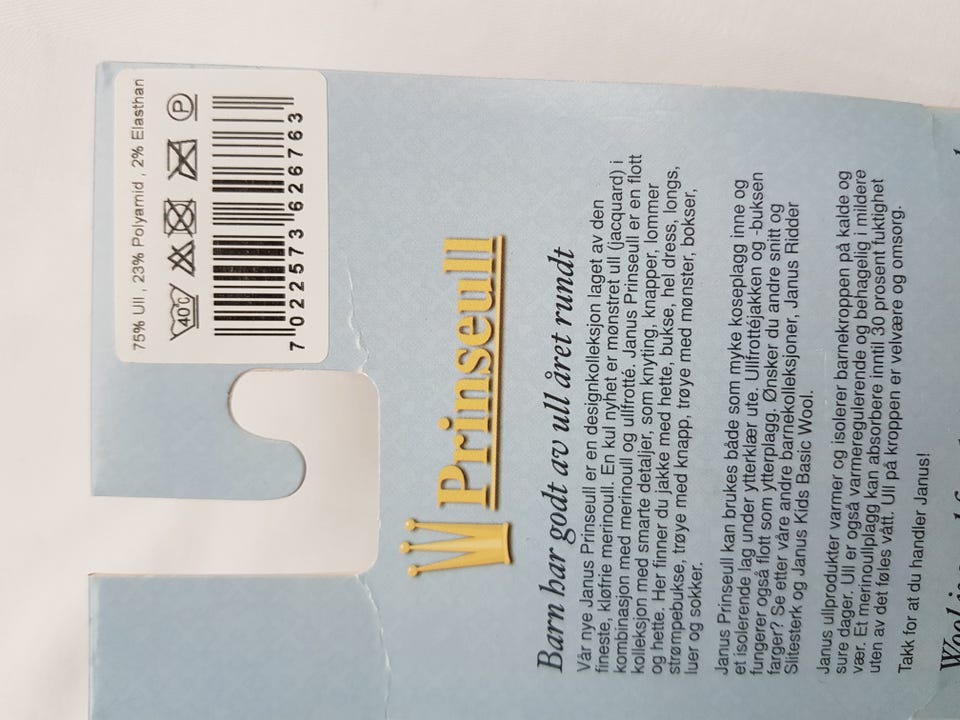 75% Ull , 23% Polyamid , 2% Elasthan
40°C P
7 022573 626763
Prinseull
Barn har godt av ull året rundt
Vår nye Janus Prinseull er en designkolleksjon laget av den
fineste, kløfrie merinoull. En kul nyhet er mønstret ull (jacquard) i
kombinasjon med merinoull og ullfrotté. Janus Prinseull er en flott
kolleksjon med smarte detaljer, som knyting, knapper, lommer
og hette. Her finner du jakke med hette, bukse, hel dress, longs,
strømpebukse, trøye med knapp, trøye med mønster, bokser,
luer og sokker.
Janus Prinseull kan brukes både som myke koseplagg inne og
et isolerende lag under ytterklær ute. Ullfrottéjakken og -buksen
fungerer også flott som ytterplagg. Ønsker du andre snitt og
farger? Se etter våre andre barnekolleksjoner, Janus Ridder
Slitesterk og Janus Kids Basic Wool.
Janus ullprodukter varmer og isolerer barnekroppen på kalde og
sure dager. Ull er også varmeregulerende og behagelig i mildere
vær. Et merinoullplagg kan absorbere inntil 30 prosent fuktighet
uten av det føles vått. Ull på kroppen er velvære og omsorg.
Takk for at du handler Janus!